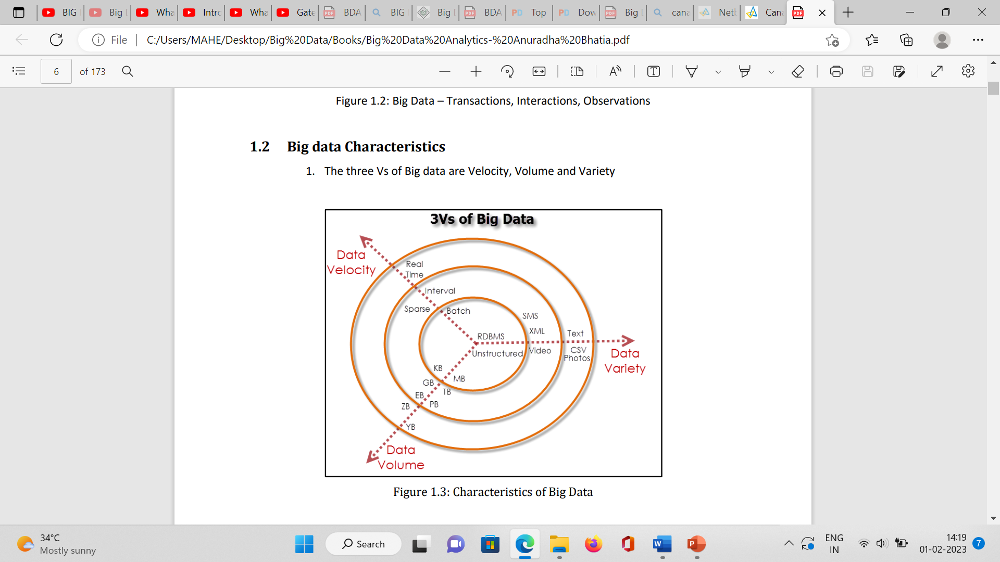 BIG
Big
Wha
Intro
Wha
Gate
BDA
BIG
Big
BDA
Top
Dow
Big
cana
Netb
Cana
File
C:/Users/MAHE/Desktop/Big%20Data/Books/Big%20Data%20Analytics-%20Anuradha%20Bhatia.pdf
6
of 173
Figure 1.2: Big Data – Transactions, Interactions, Observations
1.2 Big data Characteristics
1. The three Vs of Big data are Velocity, Volume and Variety
3Vs of Big Data
Data
Velocity
Real
Time
Interval
Sparse
Batch
SMS
XML
RDBMS
Text
Unstructured
Video
CSV
Photos
Data
Variety
KB
MB
GB
TB
EB
PB
ZB
YB
Data
Volume
Figure 1.3: Characteristics of Big Data
34°C
Mostly sunny
Search
ENG
IN
14:19
01-02-2023
7